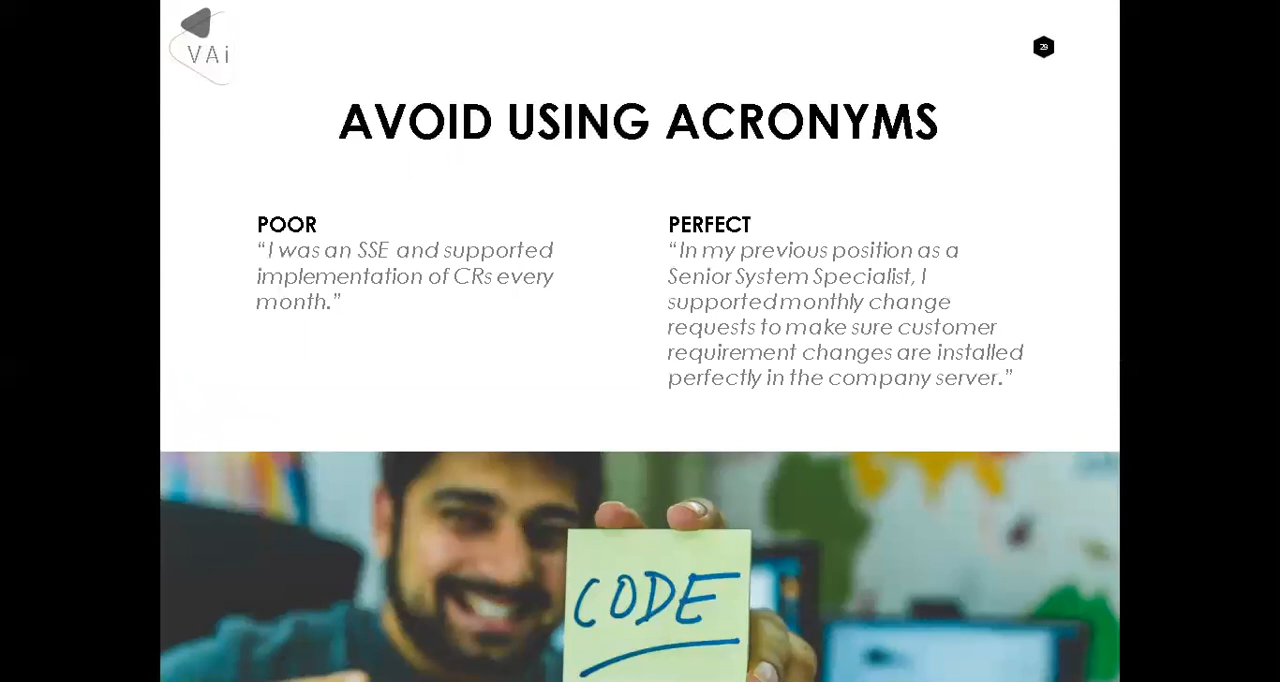 VAi
29
AVOID USING ACRONYMS
POOR
“I was an SSE and supported
implementation of CRs every
month.”
PERFECT
“In my previous position as a
Senior System Specialist, I
supported monthly change
requests to make sure customer
requirement changes are installed
perfectly in the company server.”
CODE